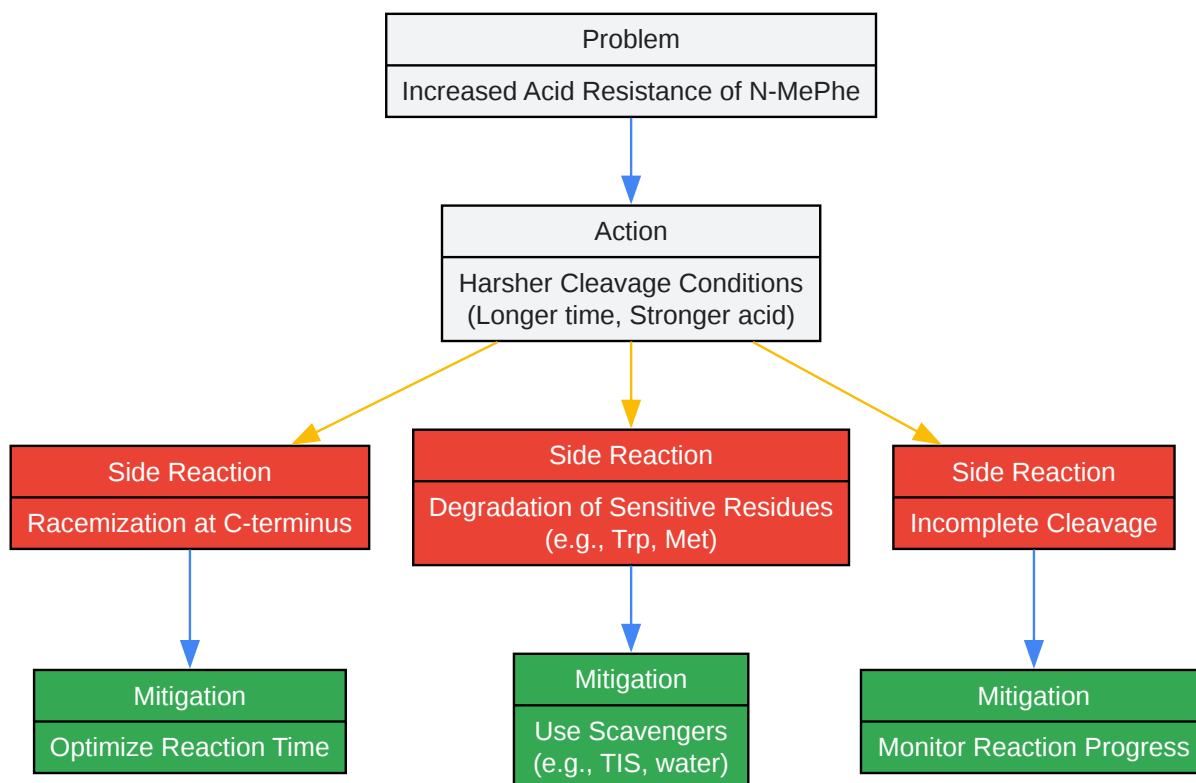 Problem
Increased Acid Resistance of N-MePhe
Action
Harsher Cleavage Conditions
(Longer time, Stronger acid)
Side Reaction
Racemization at C-terminus
Side Reaction
Degradation of Sensitive Residues
(e.g., Trp, Met)
Side Reaction
Incomplete Cleavage
Mitigation
Optimize Reaction Time
Mitigation
Use Scavengers
(e.g., TIS, water)
Mitigation
Monitor Reaction Progress